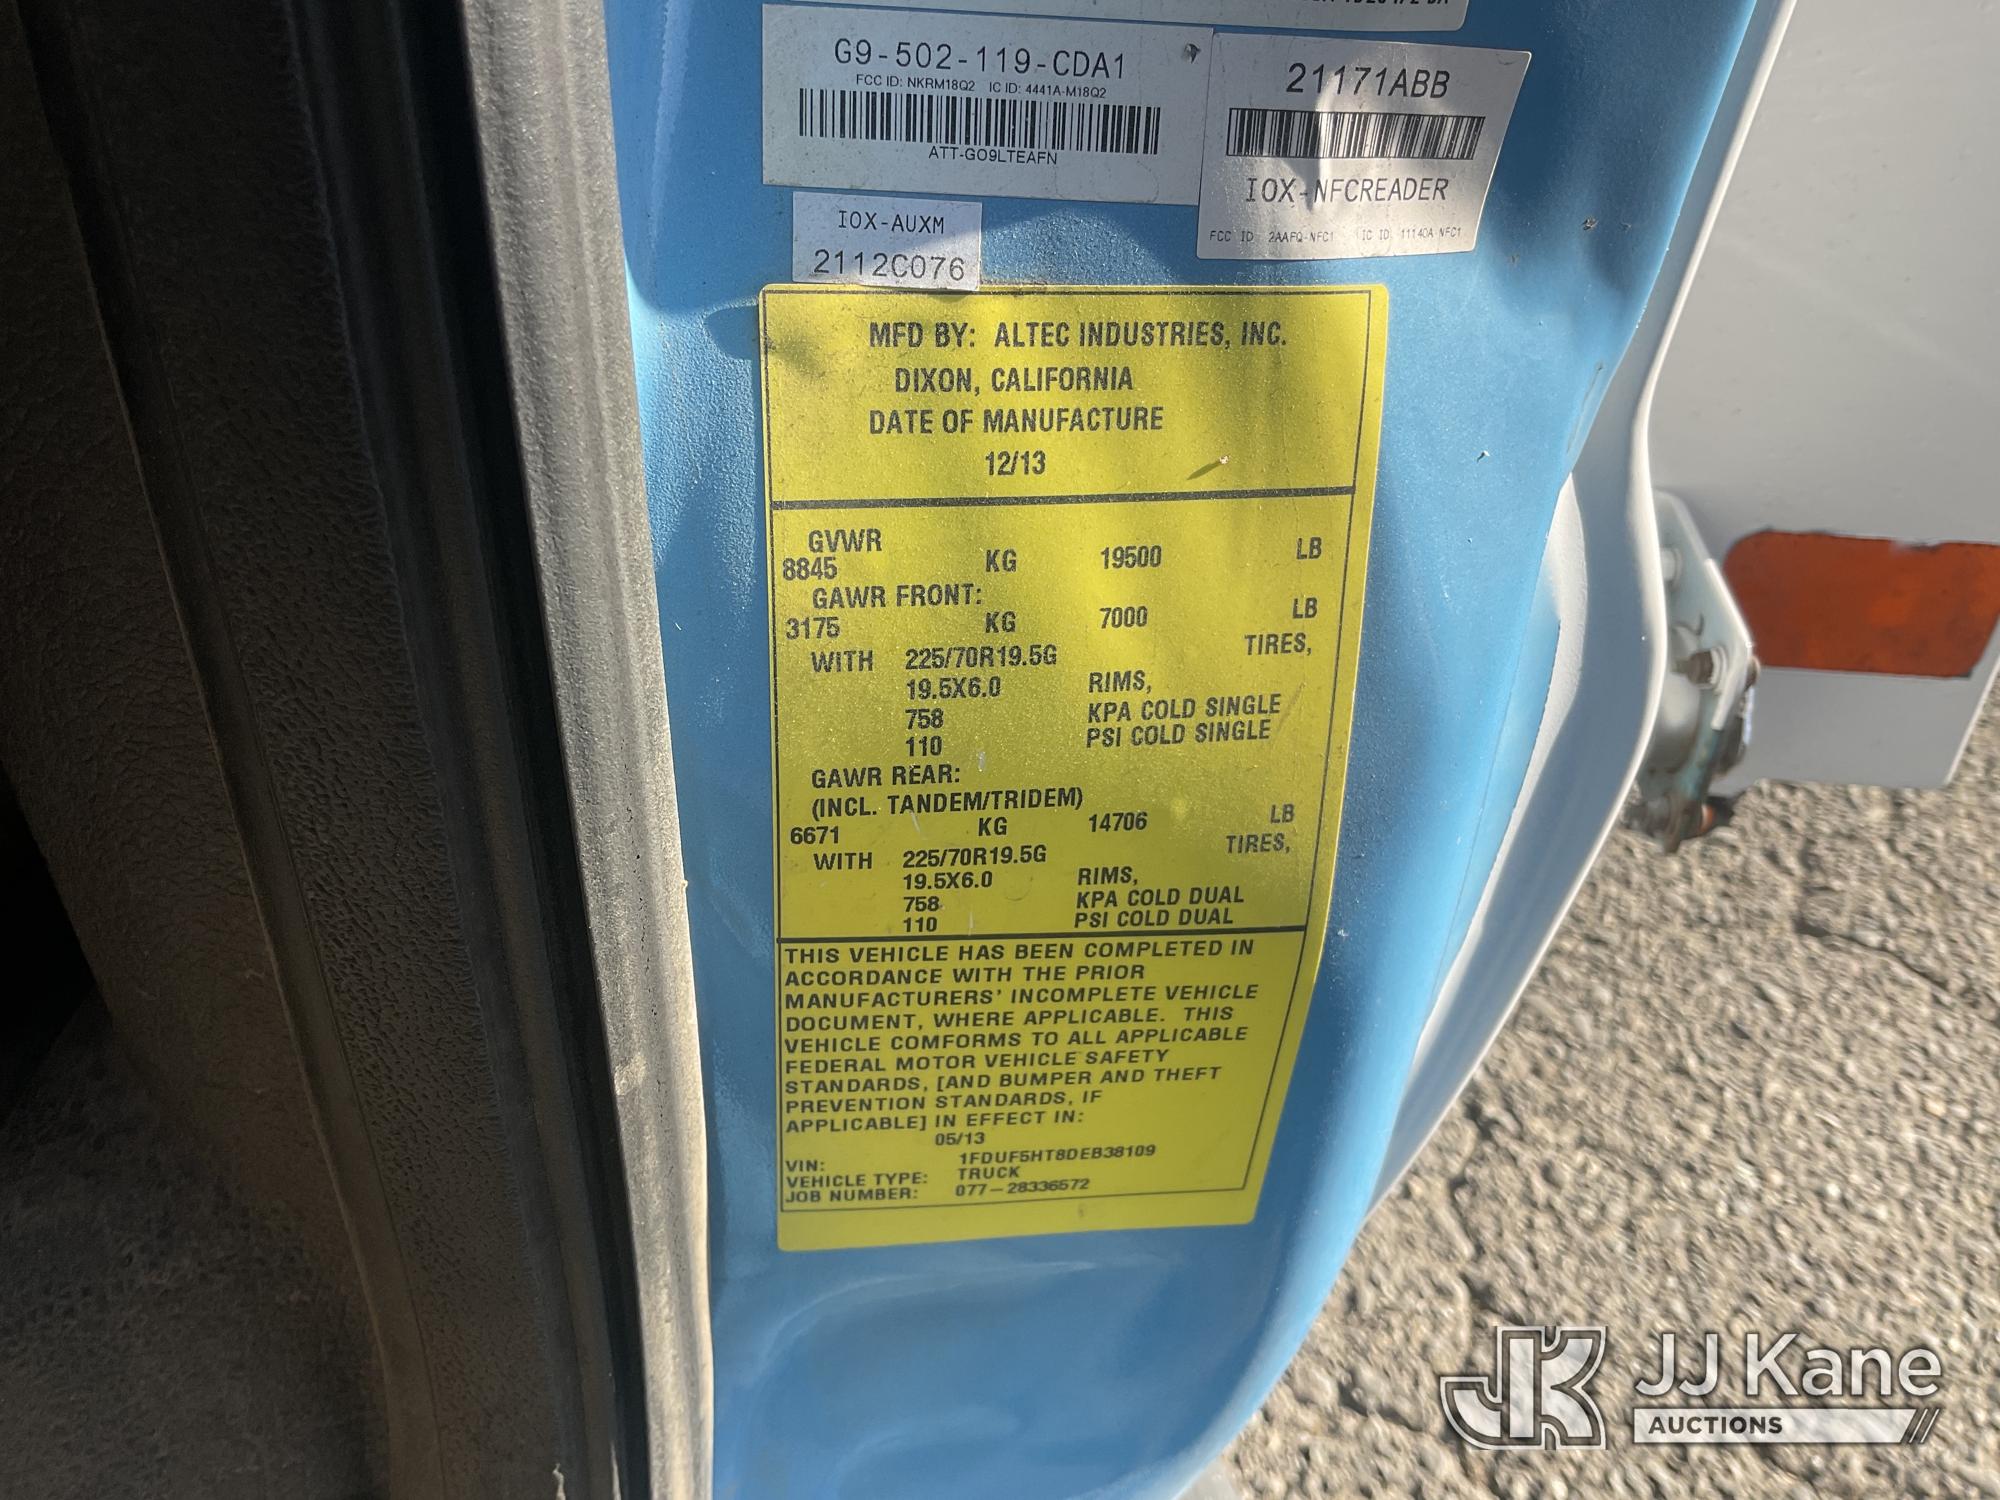 G9-502-119-CDA1
FCC ID: NKRM18Q2 IC ID: 4441A-M18Q2
ATT-GO9LTEAFN
21171ABB
IOX-NFCREADER
FCC ID 2AAFQ-NFC1 IC ID 11140A NFC1
IOX-AUXM
2112C076
MFD BY: ALTEC INDUSTRIES, INC.
DIXON, CALIFORNIA
DATE OF MANUFACTURE
12/13
GVWR
8845 KG 19500 LB
GAWR FRONT:
3175 KG 7000 LB
WITH 225/70R19.5G TIRES,
19.5X6.0 RIMS,
758 KPA COLD SINGLE
110 PSI COLD SINGLE
GAWR REAR:
(INCL. TANDEM/TRIDEM)
6671 KG 14706 LB
WITH 225/70R19.5G TIRES,
19.5X6.0 RIMS,
758 KPA COLD DUAL
110 PSI COLD DUAL
THIS VEHICLE HAS BEEN COMPLETED IN
ACCORDANCE WITH THE PRIOR
MANUFACTURERS' INCOMPLETE VEHICLE
DOCUMENT, WHERE APPLICABLE. THIS
VEHICLE COMFORMS TO ALL APPLICABLE
FEDERAL MOTOR VEHICLE SAFETY
STANDARDS, [AND BUMPER AND THEFT
PREVENTION STANDARDS, IF
APPLICABLE] IN EFFECT IN:
05/13
VIN: 1FDUF5HT8DEB38109
VEHICLE TYPE: TRUCK
JOB NUMBER: 077-28336572
JK JJ Kane
AUCTIONS